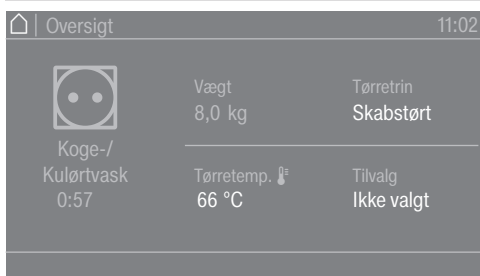 Oversigt 11:02
Koge-/
Kulørtvask
0:57
Vægt
8,0 kg
Tørretrin
Skabstørt
Tørretemp.
66 °C
Tilvalg
Ikke valgt